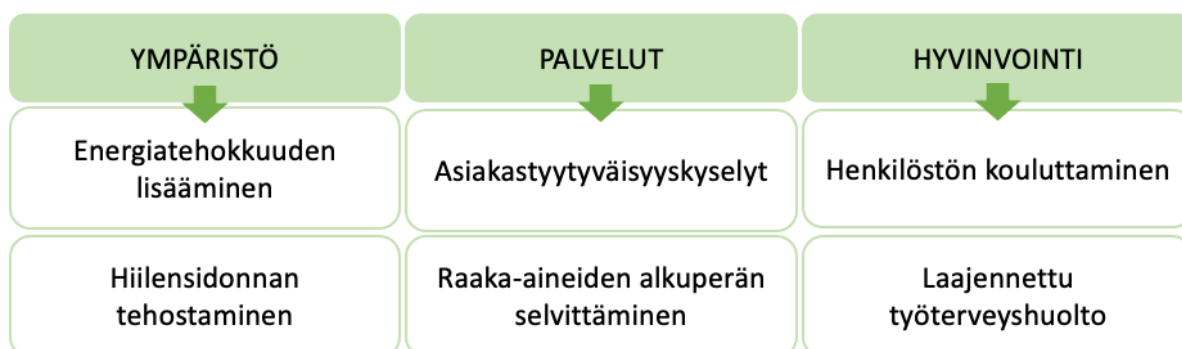 YMPÄRISTÖ
PALVELUT
HYVINVOINTI
Energiatehokkuuden
lisääminen
Asiakastyytyväisyyskyselyt
Henkilöstön kouluttaminen
Hiilensidonnan
tehostaminen
Raaka-aineiden alkuperän
selvittäminen
Laajennettu
työterveyshuolto